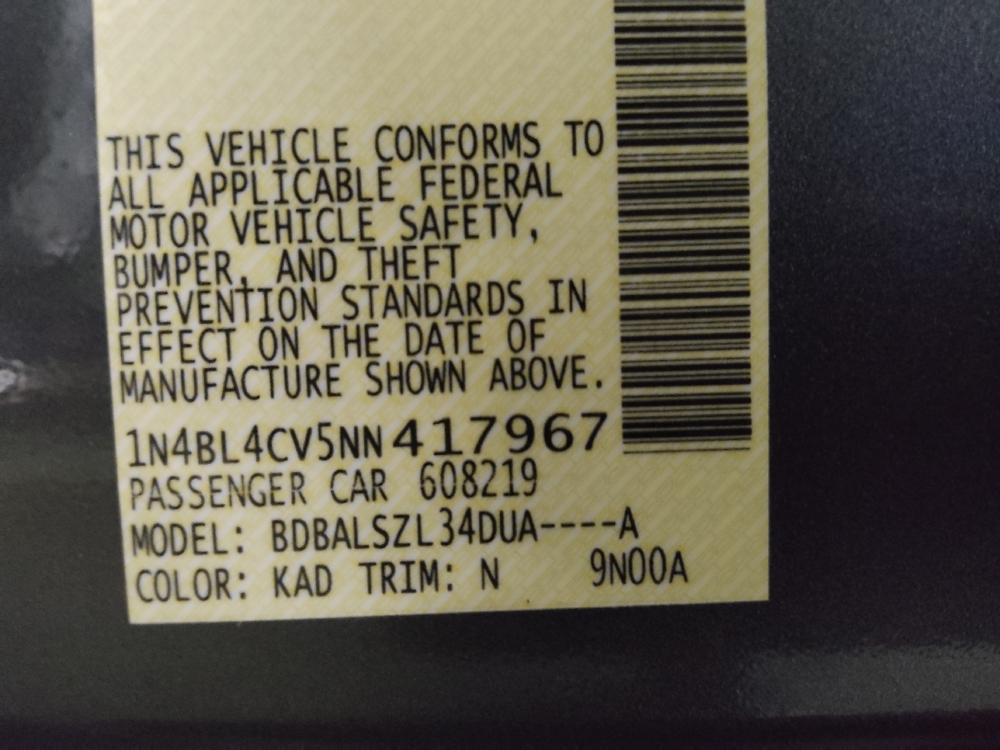 THIS VEHICLE CONFORMS TO
ALL APPLICABLE FEDERAL
MOTOR VEHICLE SAFETY,
BUMPER, AND THEFT
PREVENTION STANDARDS IN
EFFECT ON THE DATE OF
MANUFACTURE SHOWN ABOVE.
1N4BL4CV5NN417967
PASSENGER CAR 608219
MODEL: BDBALSZL34DUA----A
COLOR: KAD TRIM: N 9N00A